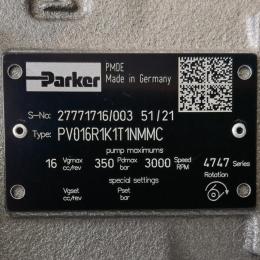 Parker
PMDE
Made in Germany
S-No: 27771716/003 51/21
Type: PV016R1K1T1NMMC
pump maximums
16 Vgmax cc/rev 350 Pdmax bar 3000 Speed RPM 4747 Series
special settings
Rotation
Vgset cc/rev Pset bar